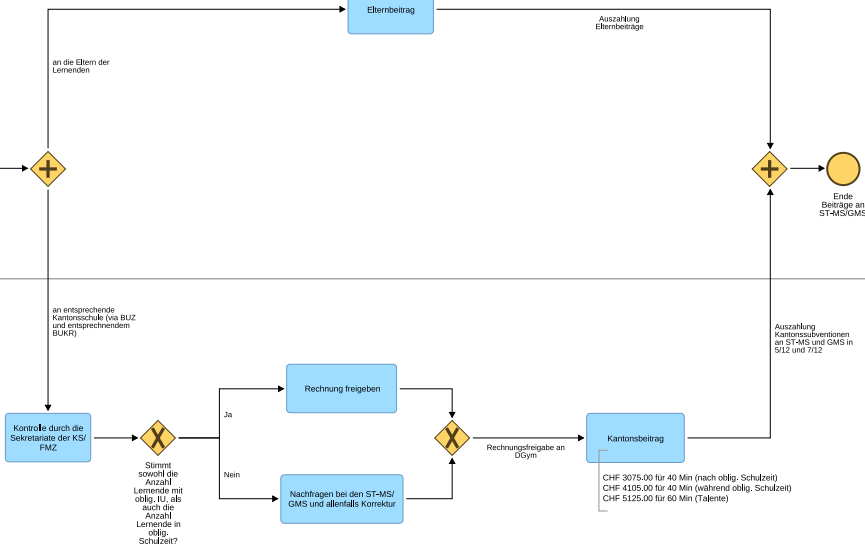 Elternbeitrag
Auszahlung
Elternbeiträge
an die Eltern der
Lernenden
Ende
Beiträge an
ST-MS/GMS
an entsprechende
Kantonsschule (via BUZ
und entsprechnendem
BUKR)
Auszahlung
Kantonssubventionen
an ST-MS und GMS in
5/12 und 7/12
Rechnung freigeben
Ja
Kontrolle durch die
Sekretariate der KS/
FMZ
Kantonsbeitrag
Rechnungsfreigabe an
DGym
Stimmt
sowohl die
Anzahl
Lernende mit
oblig. IU, als
auch die
Anzahl
Lernende in
oblig.
Schulzeit?
Nein
Nachfragen bei den ST-MS/
GMS und allenfalls Korrektur
CHF 3075.00 für 40 Min (nach oblig. Schulzeit)
CHF 4105.00 für 40 Min (während oblig. Schulzeit)
CHF 5125.00 für 60 Min (Talente)